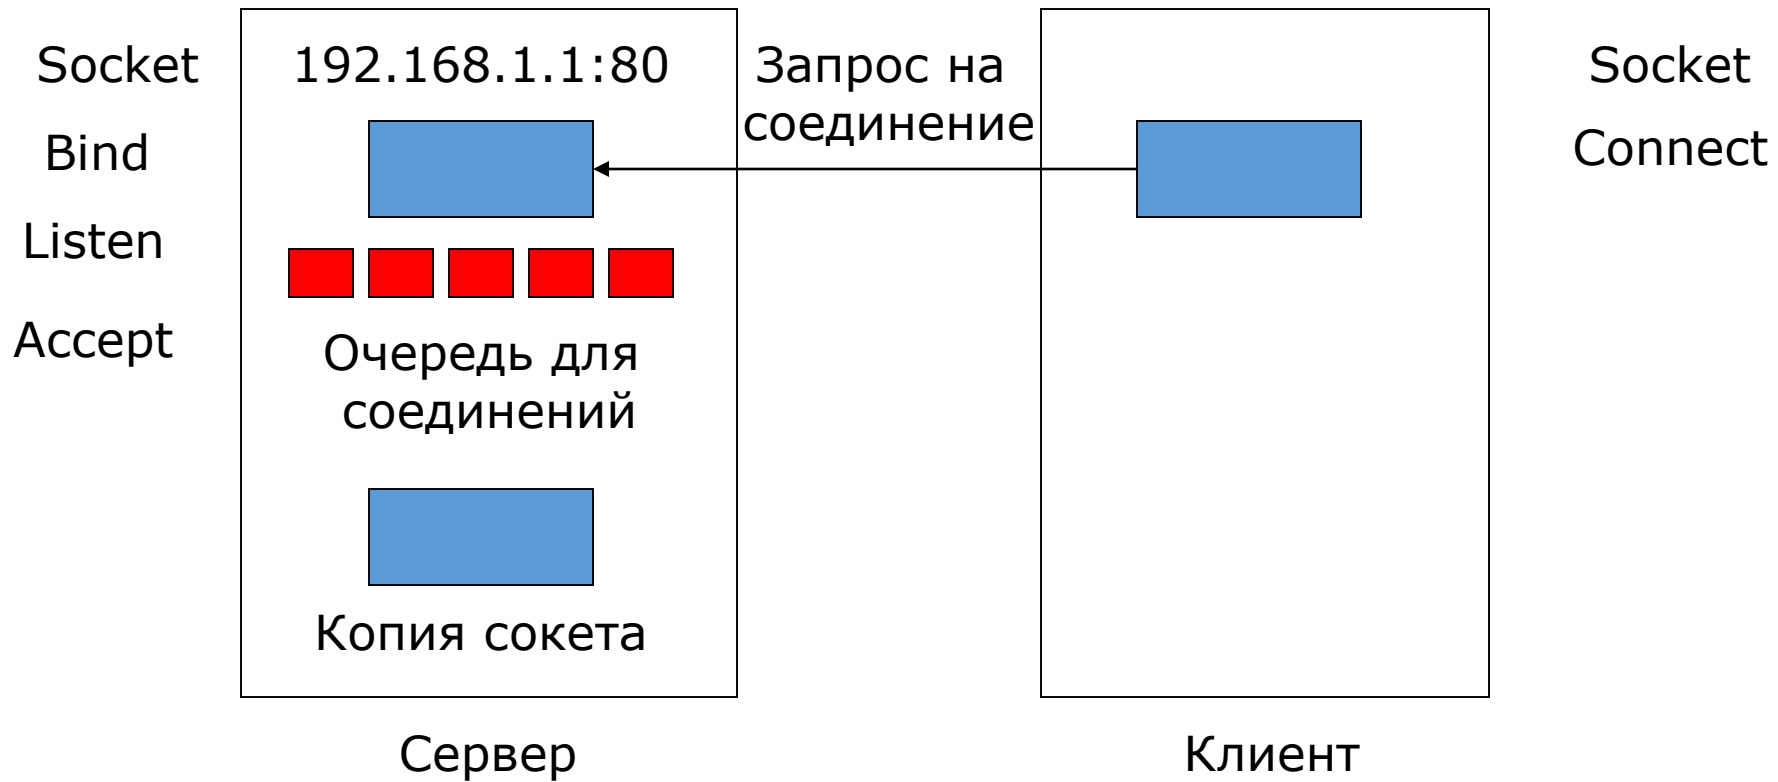 Socket
Bind
Listen
Accept
192.168.1.1:80
Очередь для
соединений
Копия сокета
Сервер
Запрос на
соединение
Клиент
Socket
Connect